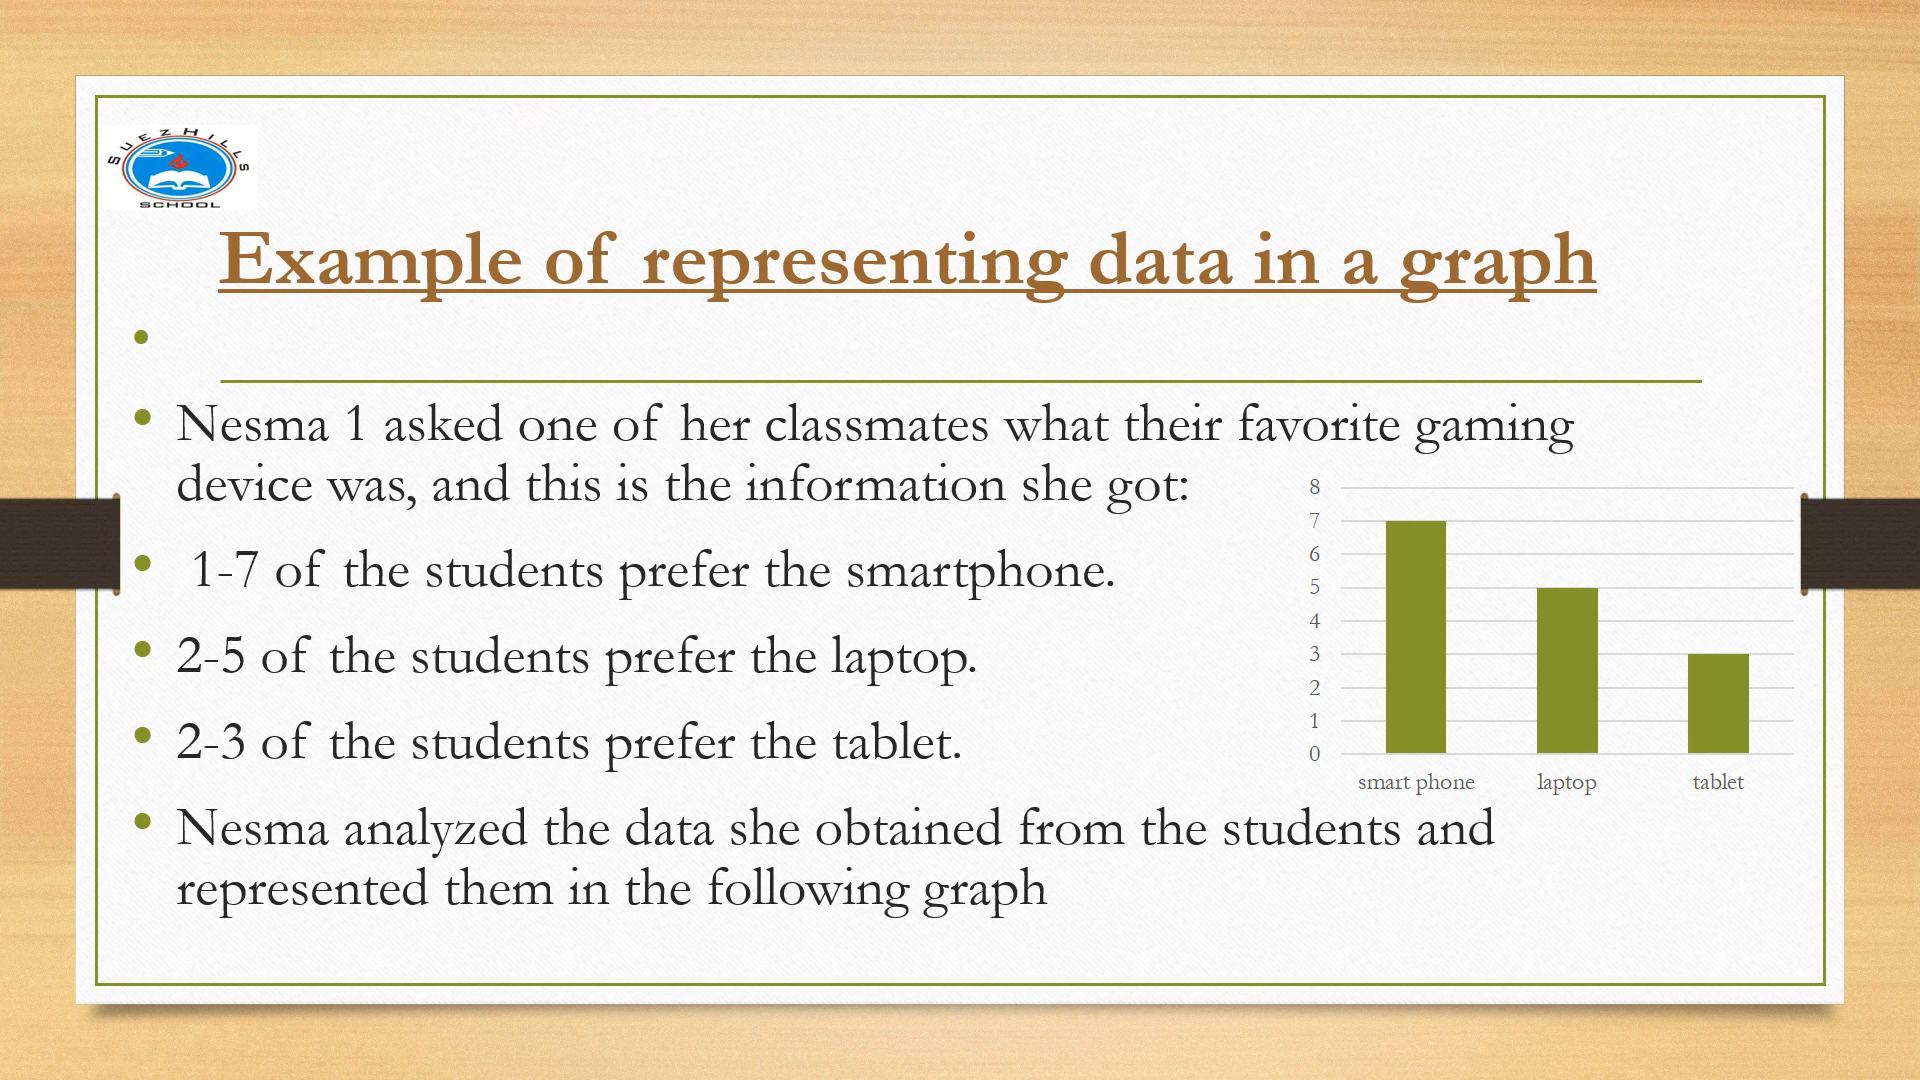 SUEZ HILLS
SCHOOL
Example of representing data in a graph
Nesma 1 asked one of her classmates what their favorite gaming
device was, and this is the information she got:
1-7 of the students prefer the smartphone.
2-5 of the students prefer the laptop.
2-3 of the students prefer the tablet.
8
7
6
5
4
3
2
1
0
smart phone laptop tablet
Nesma analyzed the data she obtained from the students and
represented them in the following graph